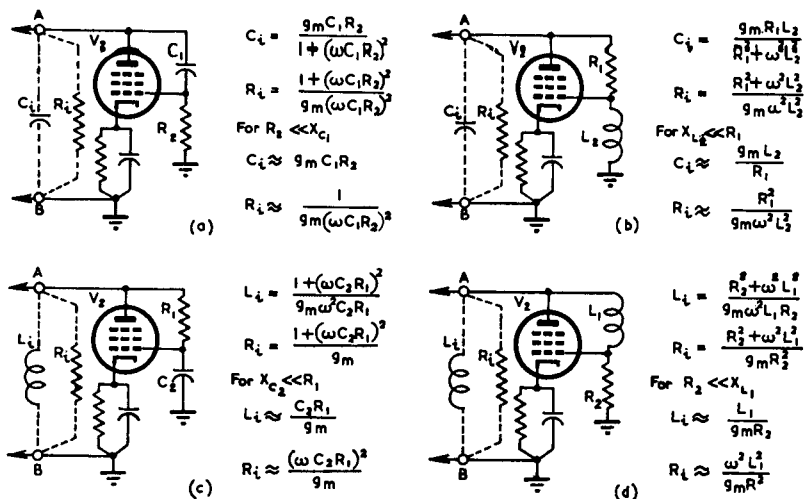 A
V₂
C₁
Cᵢ
Rᵢ
R₂
B
(a)
Cᵢ = gₘC₁R₂ / 1+(ωC₁R₂)²
Rᵢ = 1+(ωC₁R₂)² / gₘ(ωC₁R₂)²
For R₂ <<X_C₁
Cᵢ ≈ gₘC₁R₂
Rᵢ ≈ 1 / gₘ(ωC₁R₂)²
A
V₂
R₁
Cᵢ
Rᵢ
L₂
B
(b)
Cᵢ = gₘR₁L₂ / R₁²+ω²L₂²
Rᵢ = R₁²+ω²L₂² / gₘω²L₂²
For X_L₂<<R₁
Cᵢ ≈ gₘL₂ / R₁
Rᵢ ≈ R₁² / gₘω²L₂²
A
V₂
R₁
Lᵢ
Rᵢ
C₂
B
(c)
Lᵢ = 1+(ωC₂R₁)² / gₘω²C₂R₁
Rᵢ = 1+(ωC₂R₁)² / gₘ
For X_C₂<<R₁
Lᵢ ≈ C₂R₁ / gₘ
Rᵢ ≈ (ωC₂R₁)² / gₘ
A
V₂
L₁
Lᵢ
Rᵢ
R₂
B
(d)
Lᵢ = R₂²+ω²L₁² / gₘω²L₁R₂
Rᵢ = R₂²+ω²L₁² / gₘR₂²
For R₂ <<X_L₁
Lᵢ ≈ L₁ / gₘR₂
Rᵢ ≈ ω²L₁² / gₘR²